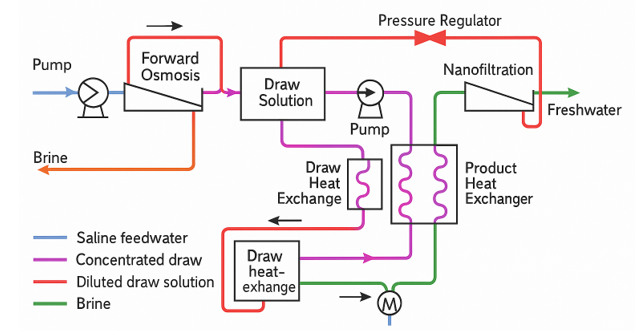 Pressure Regulator
Pump
Forward
Osmosis
Draw
Solution
Nanofiltration
Pump
Freshwater
Brine
Draw
Heat
Exchange
Product
Heat
Exchanger
Saline feedwater
Concentrated draw
Diluted draw solution
Brine
Draw
heat-
exhange
M